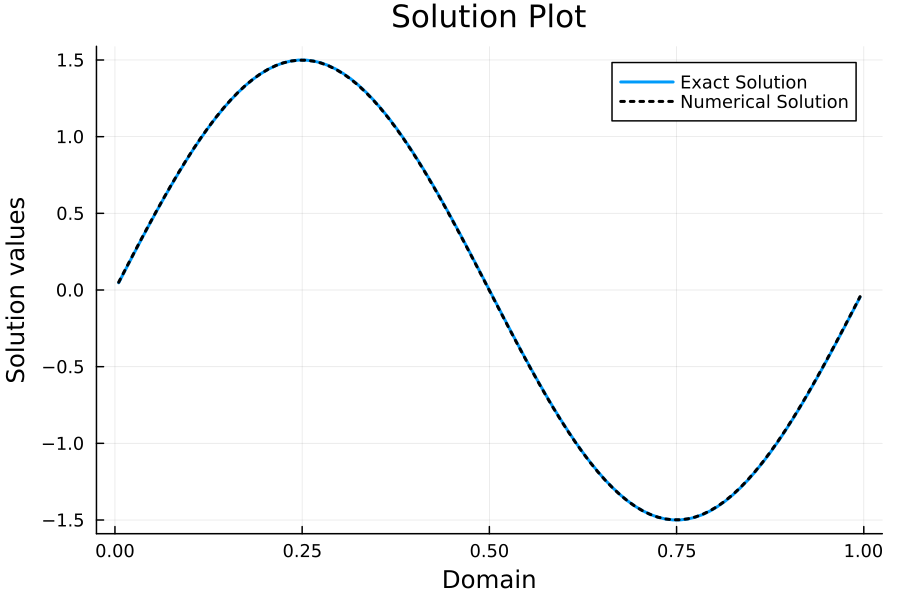 Solution Plot
Exact Solution
Numerical Solution
Solution values
1.5
1.0
0.5
0.0
−0.5
−1.0
−1.5
0.00 0.25 0.50 0.75 1.00
Domain